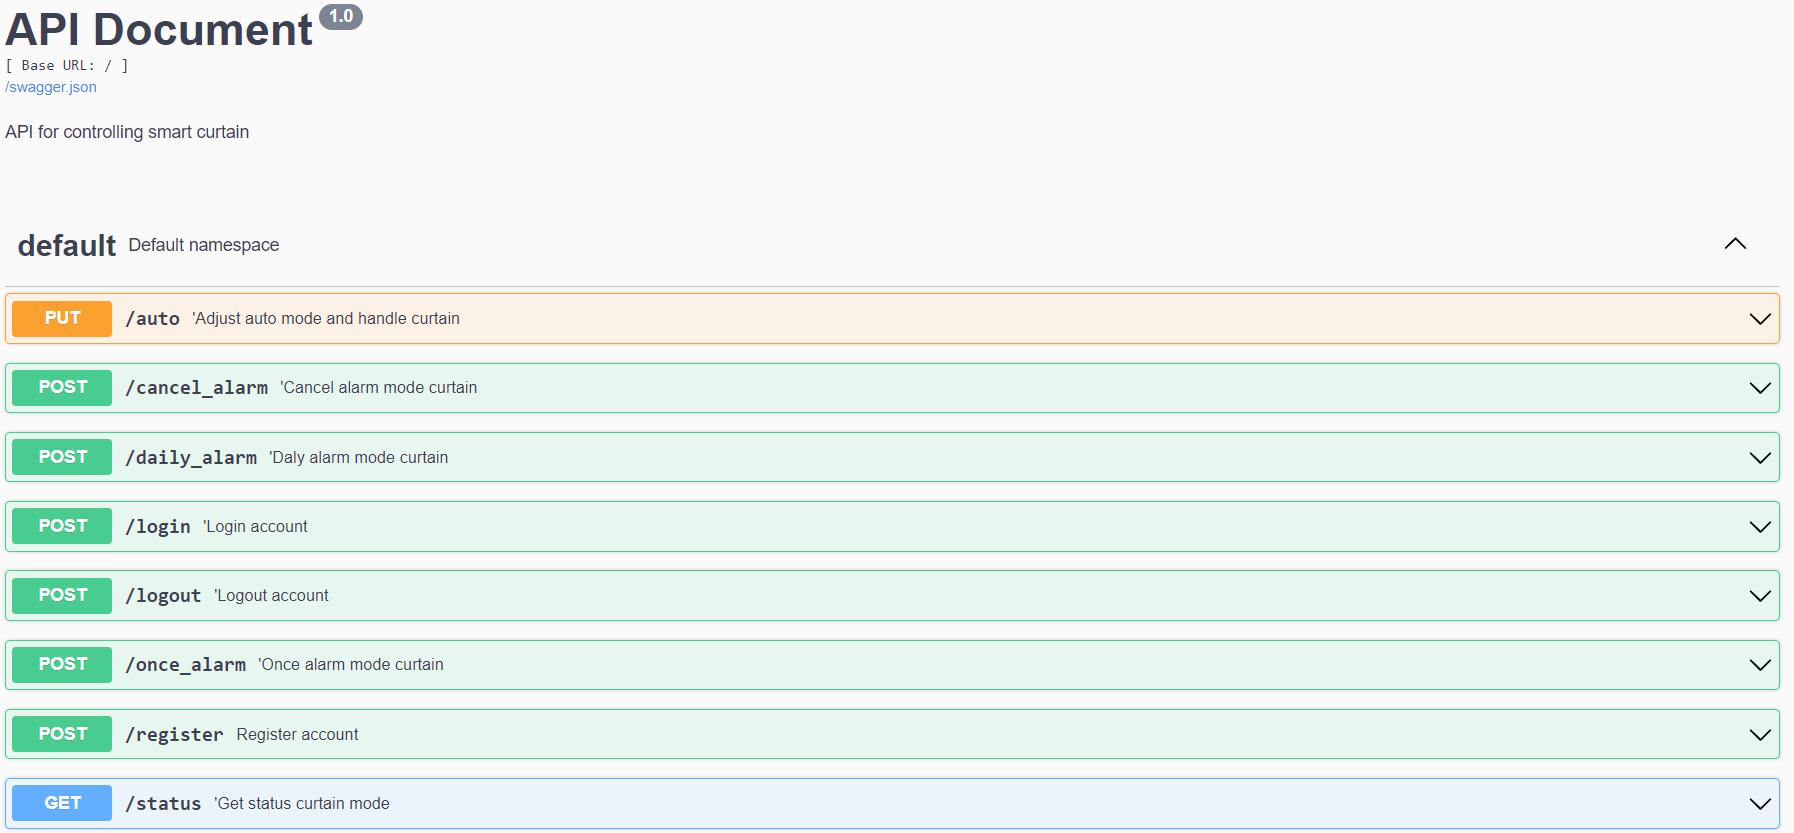 API Document 1.0
[ Base URL: / ]
/swagger.json
API for controlling smart curtain
default Default namespace
PUT /auto 'Adjust auto mode and handle curtain
POST /cancel_alarm 'Cancel alarm mode curtain
POST /daily_alarm 'Daly alarm mode curtain
POST /login 'Login account
POST /logout 'Logout account
POST /once_alarm 'Once alarm mode curtain
POST /register Register account
GET /status 'Get status curtain mode